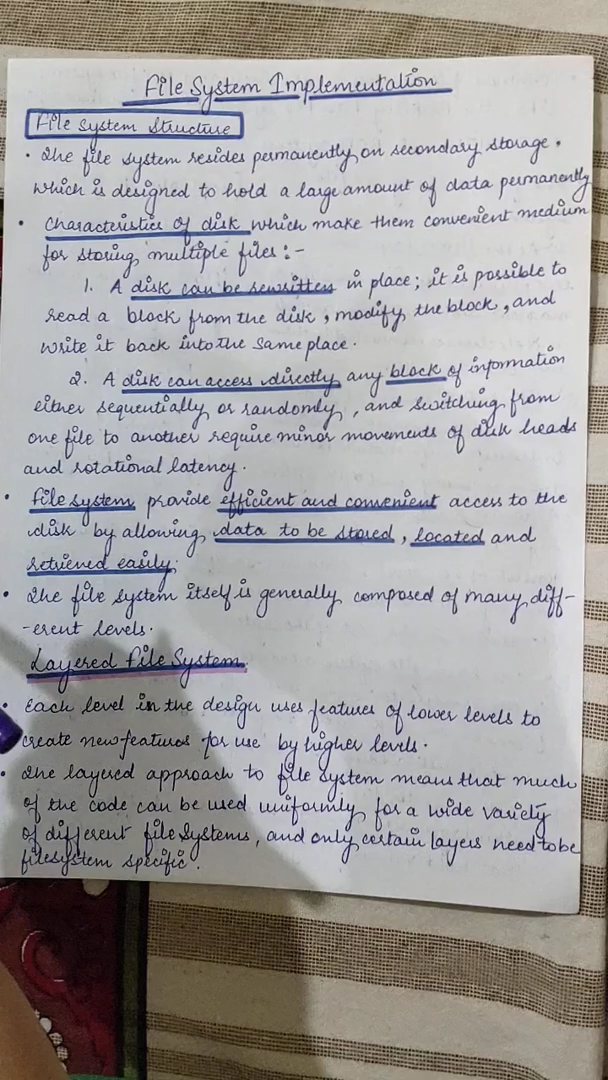 File System Implementation
File System Structure
• The file system resides permanently on secondary storage.
which is designed to hold a large amount of data permanently
• Characteristics of disk which make them convenient medium
for storing multiple files :-
1. A disk can be rewritten in place; it is possible to
read a block from the disk, modify the block, and
write it back into the same place.
2. A disk can access directly any block of information
either sequentially or randomly, and switching from
one file to another require minor movements of disk heads
and rotational latency.
• File system provide efficient and convenient access to the
disk by allowing data to be stored, located and
retrieved easily.
• The file system itself is generally composed of many diff-
-erent levels.
Layered File System
• Each level in the design uses features of lower levels to
create new features for use by higher levels.
• The layered approach to file system means that much
of the code can be used uniformly for a wide variety
of different file systems, and only certain layers need to be
filesystem specific.